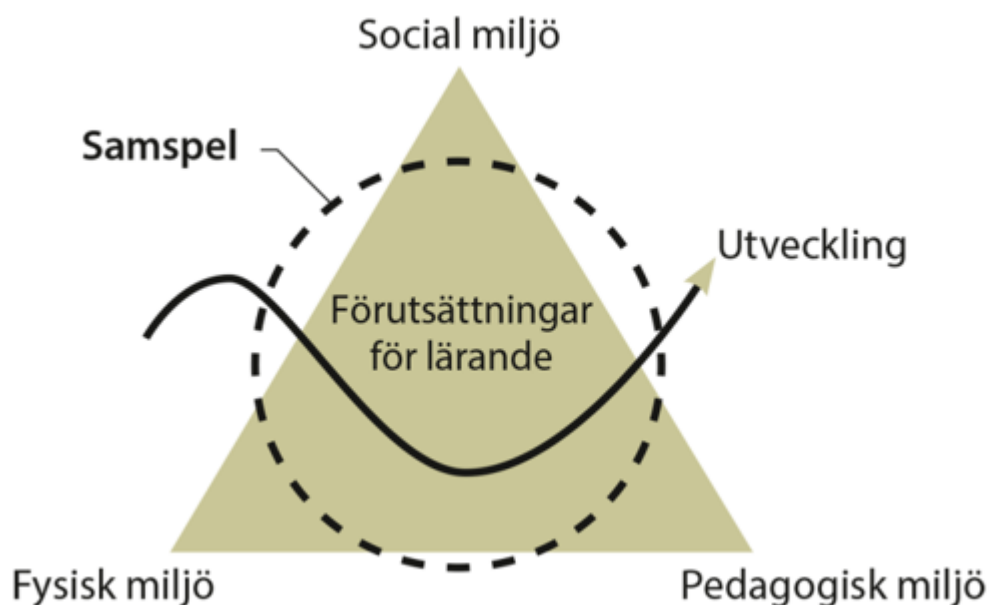 Social miljö
Samspel
Utveckling
Förutsättningar
för lärande
Fysisk miljö
Pedagogisk miljö